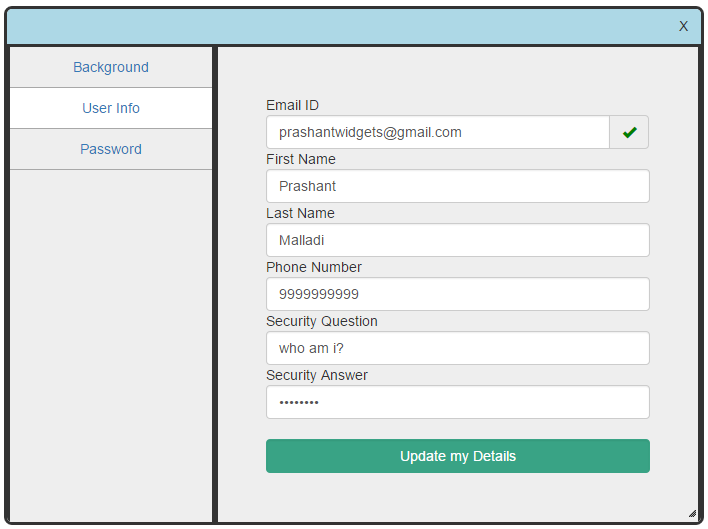 X
Background
User Info
Password
Email ID
prashantwidgets@gmail.com
First Name
Prashant
Last Name
Malladi
Phone Number
9999999999
Security Question
who am i?
Security Answer
••••••••
Update my Details